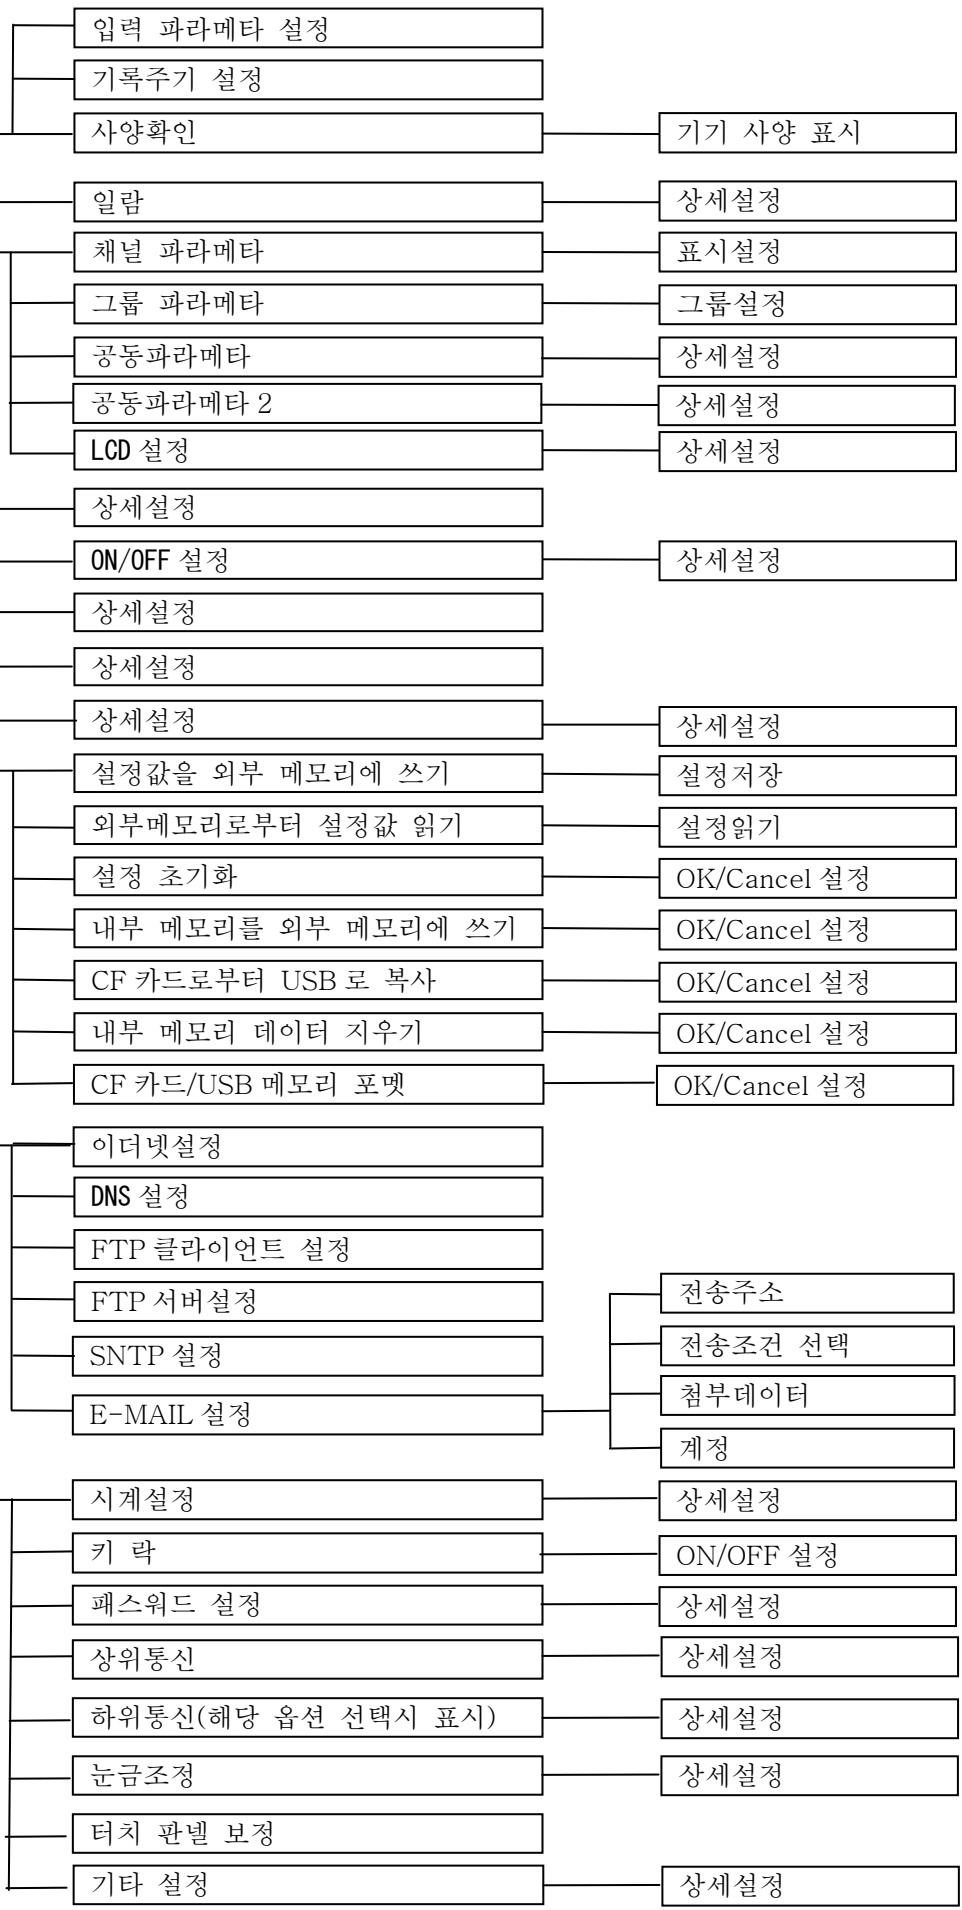 입력 파라메타 설정
기록주기 설정
사양확인
기기 사양 표시
일람
상세설정
채널 파라메타
표시설정
그룹 파라메타
그룹설정
공동파라메타
상세설정
공동파라메타 2
상세설정
LCD 설정
상세설정
상세설정
ON/OFF 설정
상세설정
상세설정
상세설정
상세설정
상세설정
설정값을 외부 메모리에 쓰기
설정저장
외부메모리로부터 설정값 읽기
설정읽기
설정 초기화
OK/Cancel 설정
내부 메모리를 외부 메모리에 쓰기
OK/Cancel 설정
CF 카드로부터 USB 로 복사
OK/Cancel 설정
내부 메모리 데이터 지우기
OK/Cancel 설정
CF 카드/USB 메모리 포멧
OK/Cancel 설정
이더넷설정
DNS 설정
FTP 클라이언트 설정
FTP 서버설정
전송주소
SNTP 설정
전송조건 선택
E-MAIL 설정
첨부데이터
계정
시계설정
상세설정
키 락
ON/OFF 설정
패스워드 설정
상세설정
상위통신
상세설정
하위통신(해당 옵션 선택시 표시)
상세설정
눈금조정
상세설정
터치 판넬 보정
기타 설정
상세설정